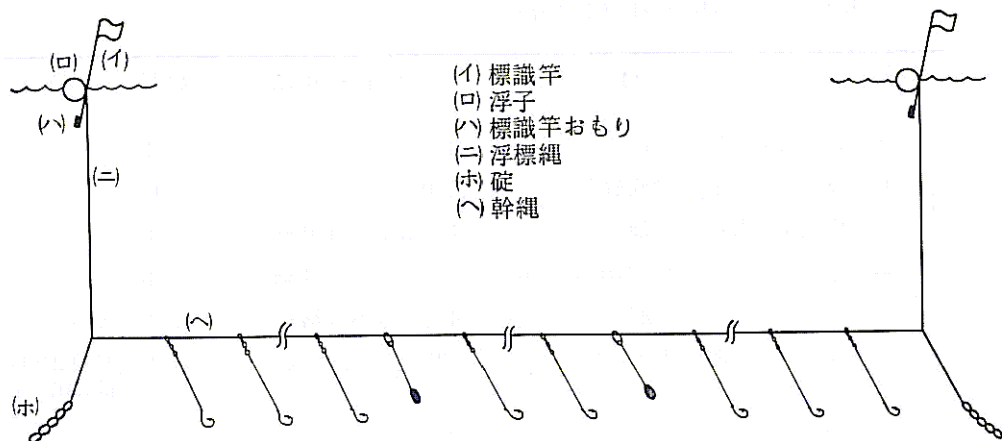 (ロ) (イ)
(ハ)
(ニ)
(ヘ)
(ホ)
(イ) 標識竿
(ロ) 浮子
(ハ) 標識竿おもり
(ニ) 浮標縄
(ホ) 碇
(ヘ) 幹縄